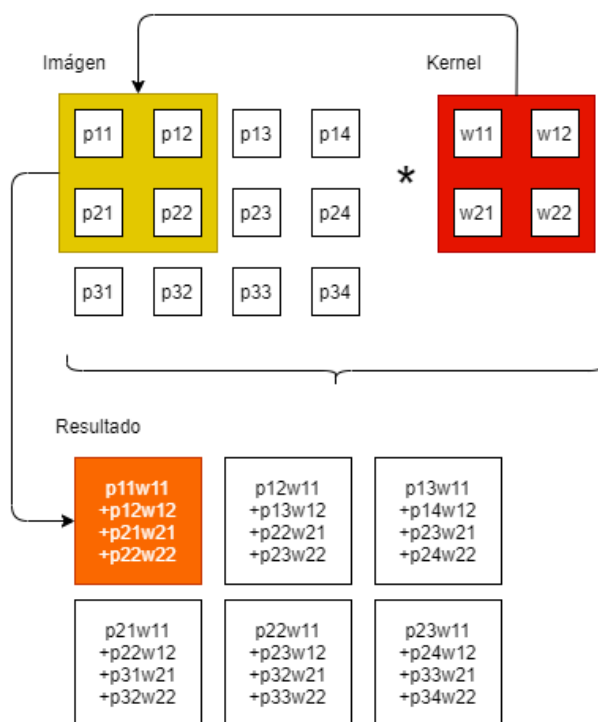 Imágen Kernel
p11 p12 p13 p14 w11 w12
*
p21 p22 p23 p24 w21 w22
p31 p32 p33 p34
Resultado
p11w11 p12w11 p13w11
+p12w12 +p13w12 +p14w12
+p21w21 +p22w21 +p23w21
+p22w22 +p23w22 +p24w22
p21w11 p22w11 p23w11
+p22w12 +p23w12 +p24w12
+p31w21 +p32w21 +p33w21
+p32w22 +p33w22 +p34w22